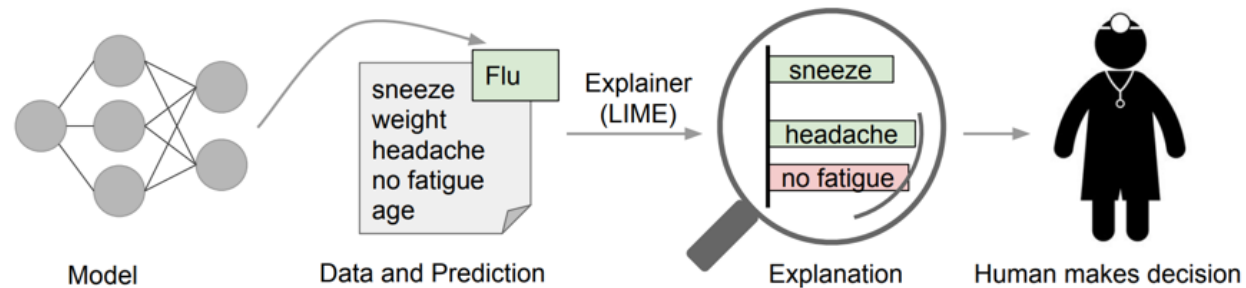 Flu
sneeze
weight
headache
no fatigue
age
Explainer
(LIME)
sneeze
headache
no fatigue
Model
Data and Prediction
Explanation
Human makes decision